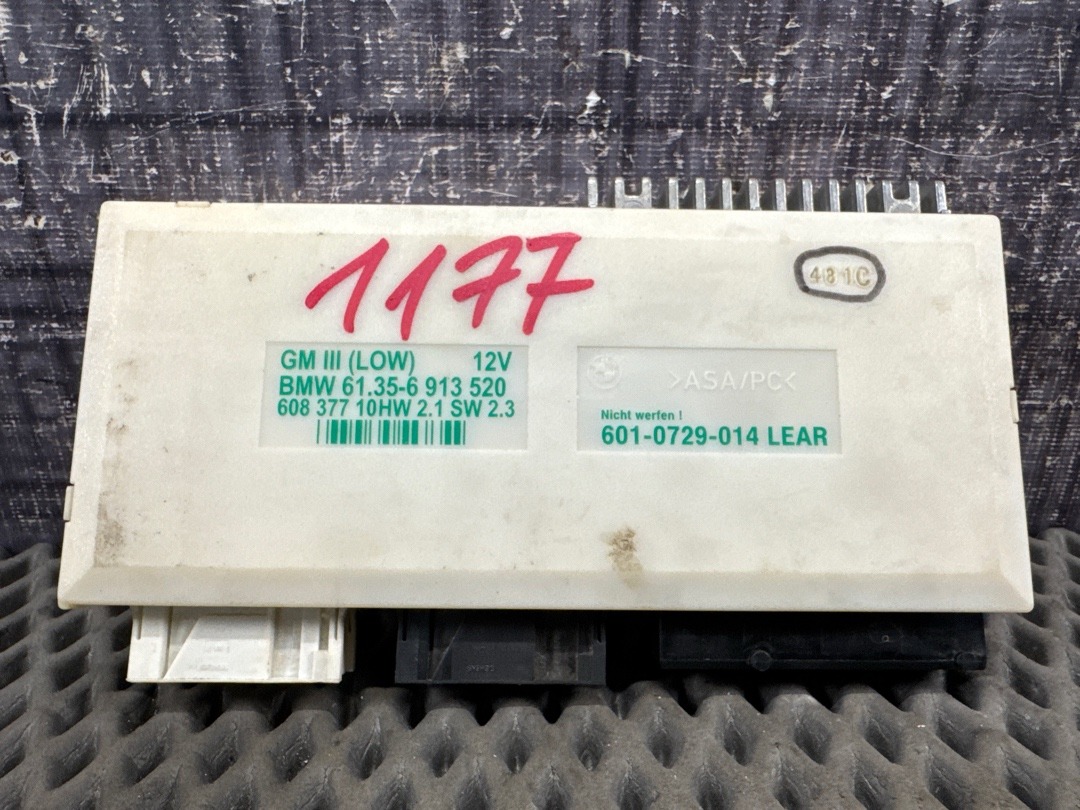 1177
481C
GM III (LOW) 12V
BMW 61.35-6 913 520
608 377 10HW 2.1 SW 2.3
>ASA/PC<
Nicht werfen !
601-0729-014 LEAR